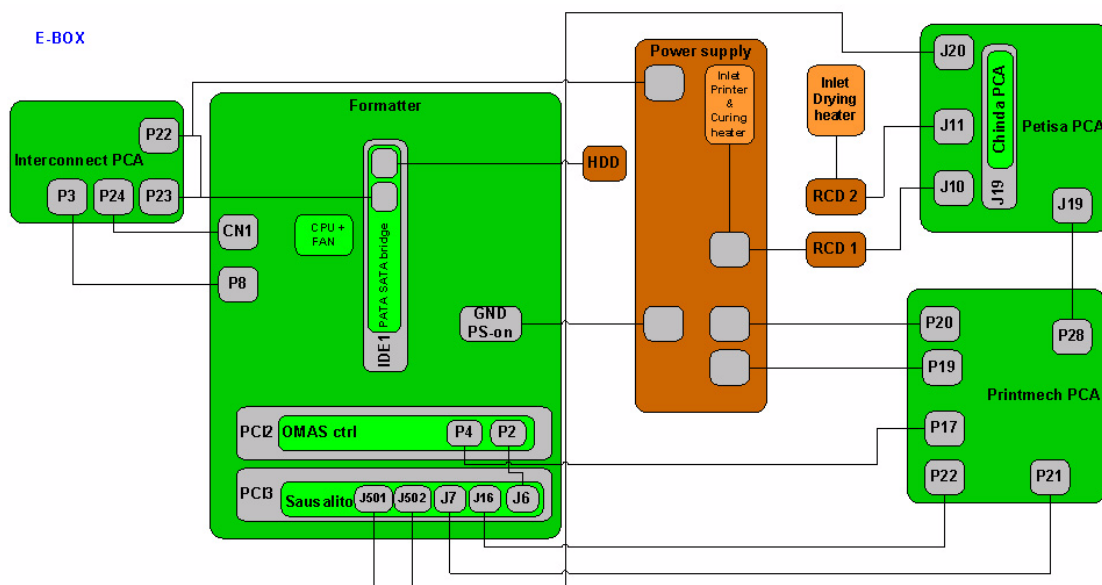 E-BOX
Interconnect PCA
P22
P3
P24
P23
Formatter
CN1
P8
CPU +
FAN
IDE1
PATA SATA bridge
GND
PS-on
PCI2
OMAS ctrl
P4
P2
PCI3
Sausalito
J501
J502
J7
J16
J6
HDD
Power supply
Inlet
Printer
&
Curing
heater
Inlet
Drying
heater
RCD 2
RCD 1
J20
J11
J10
Chinda PCA
J19
Petisa PCA
J19
P20
P19
P28
Printmech PCA
P17
P22
P21